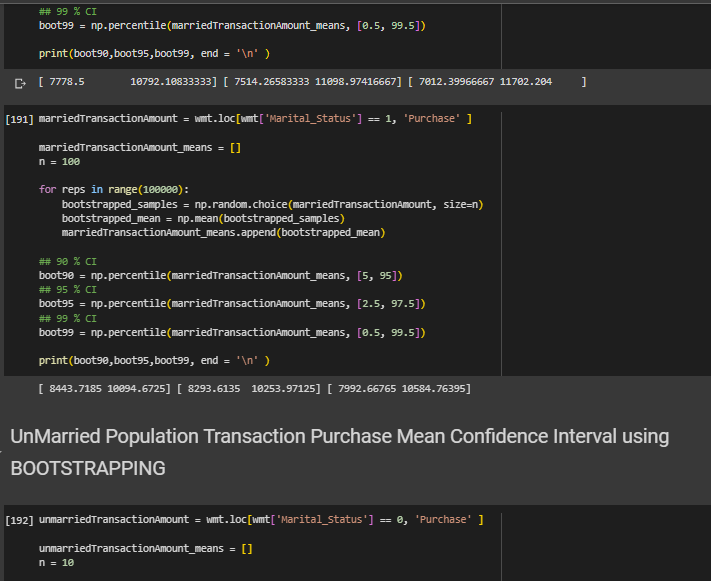 ## 99 % CI
boot99 = np.percentile(marriedTransactionAmount_means, [0.5, 99.5])
print(boot90,boot95,boot99, end = '\n' )
[ 7778.5 10792.10833333] [ 7514.26583333 11098.97416667] [ 7012.39966667 11702.204 ]
[191] marriedTransactionAmount = wmt.loc[wmt['Marital_Status'] == 1, 'Purchase' ]
marriedTransactionAmount_means = []
n = 100
for reps in range(100000):
bootstrapped_samples = np.random.choice(marriedTransactionAmount, size=n)
bootstrapped_mean = np.mean(bootstrapped_samples)
marriedTransactionAmount_means.append(bootstrapped_mean)
## 90 % CI
boot90 = np.percentile(marriedTransactionAmount_means, [5, 95])
## 95 % CI
boot95 = np.percentile(marriedTransactionAmount_means, [2.5, 97.5])
## 99 % CI
boot99 = np.percentile(marriedTransactionAmount_means, [0.5, 99.5])
print(boot90,boot95,boot99, end = '\n' )
[ 8443.7185 10094.6725] [ 8293.6135 10253.97125] [ 7992.66765 10584.76395]
UnMarried Population Transaction Purchase Mean Confidence Interval using
BOOTSTRAPPING
[192] unmarriedTransactionAmount = wmt.loc[wmt['Marital_Status'] == 0, 'Purchase' ]
unmarriedTransactionAmount_means = []
n = 10